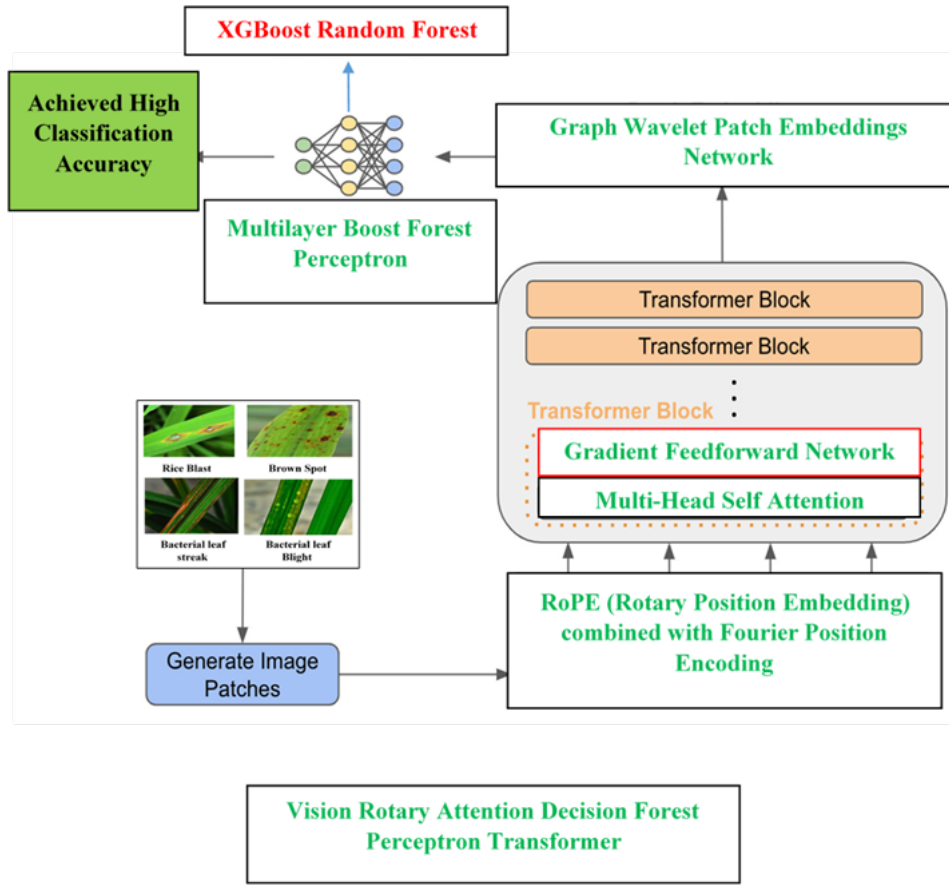 XGBoost Random Forest
Achieved High
Classification
Accuracy
Graph Wavelet Patch Embeddings
Network
Multilayer Boost Forest
Perceptron
Transformer Block
Transformer Block
Transformer Block
Gradient Feedforward Network
Multi-Head Self Attention
Rice Blast
Brown Spot
Bacterial leaf
streak
Bacterial leaf
Blight
RoPE (Rotary Position Embedding)
combined with Fourier Position
Encoding
Generate Image
Patches
Vision Rotary Attention Decision Forest
Perceptron Transformer